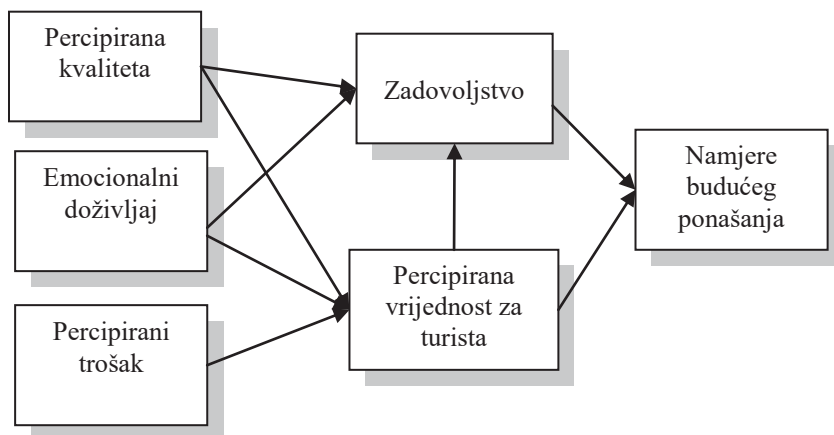 Percipirana
kvaliteta
Emocionalni
doživljaj
Percipirani
trošak
Zadovoljstvo
Percipirana
vrijednost za
turista
Namjere
budućeg
ponašanja